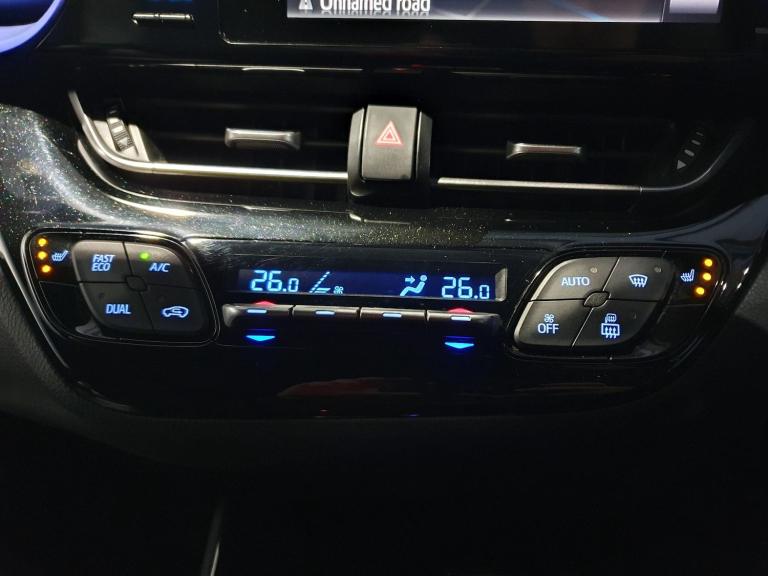 Unnamed road
FAST
ECO
A/C
DUAL
26.0
26.0
AUTO
OFF